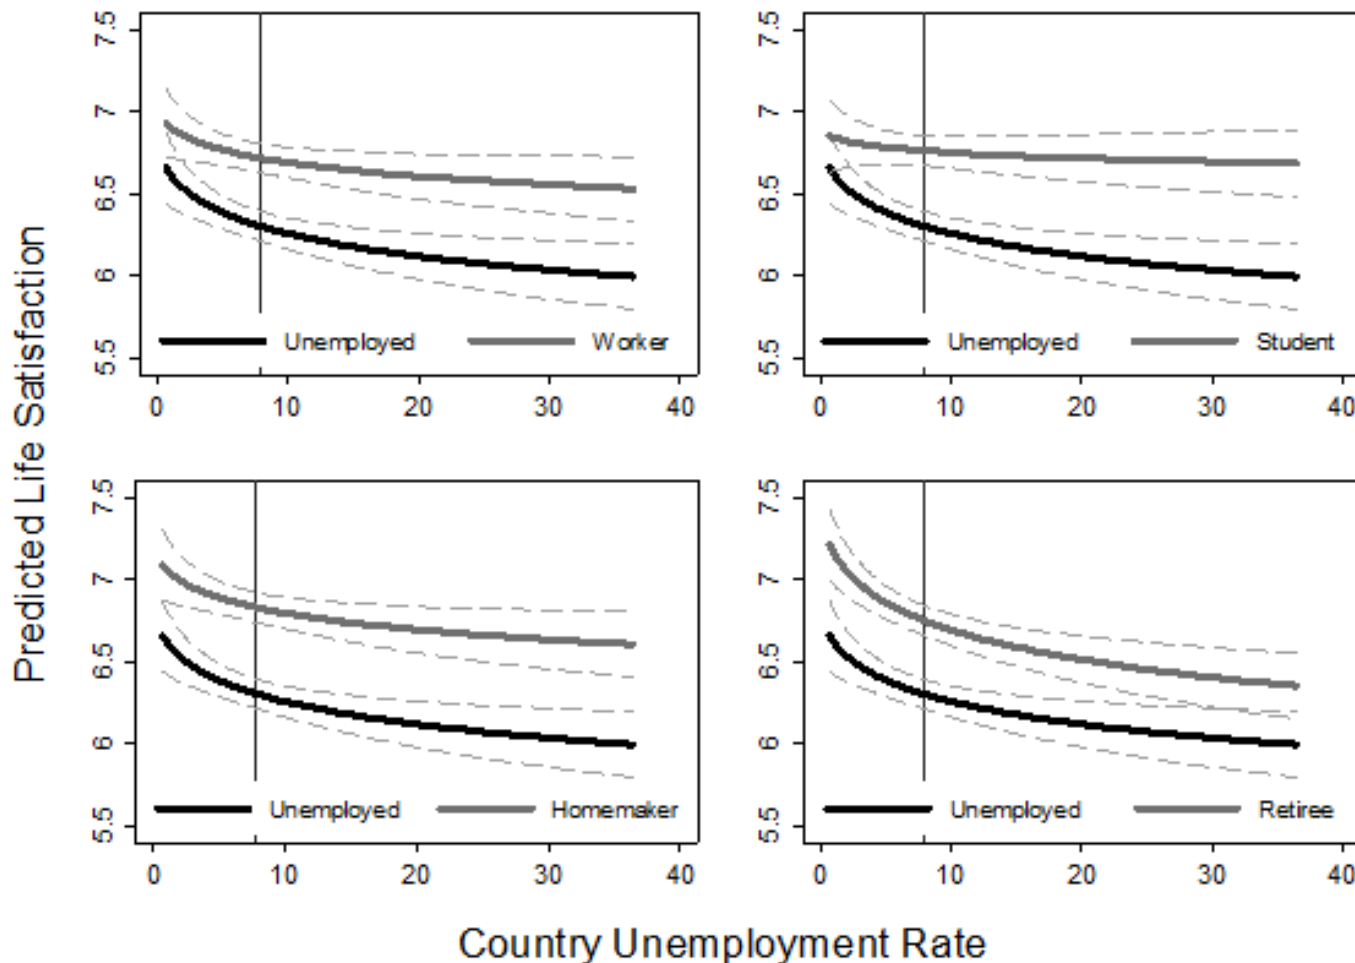 Predicted Life Satisfaction
7.5
7
6.5
6
5.5
Unemployed Worker
0 10 20 30 40
7.5
7
6.5
6
5.5
Unemployed Student
0 10 20 30 40
7.5
7
6.5
6
5.5
Unemployed Homemaker
0 10 20 30 40
7.5
7
6.5
6
5.5
Unemployed Retiree
0 10 20 30 40
Country Unemployment Rate